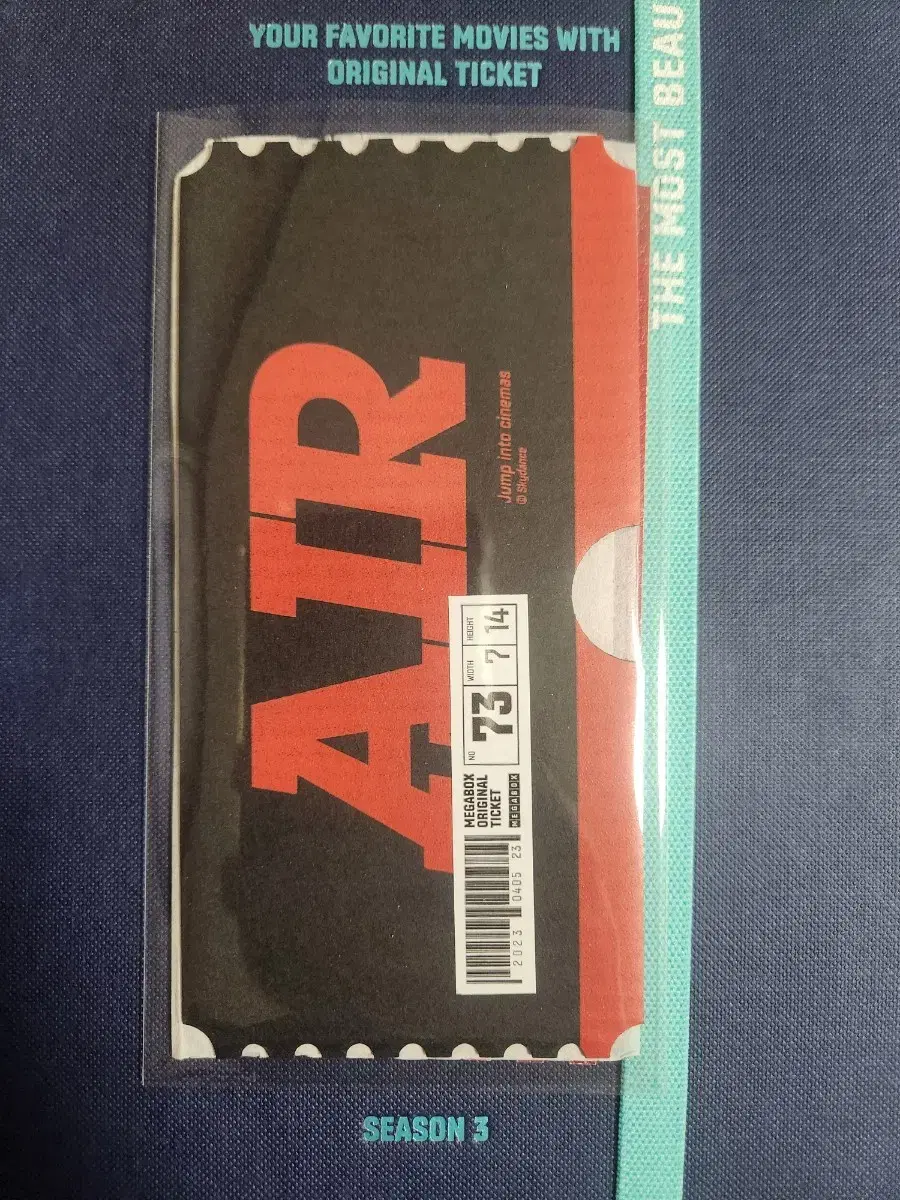 YOUR FAVORITE MOVIES WITH
ORIGINAL TICKET
THE MOST BEAU
AIR
Jump into cinemas
© Skydance
MEGABOX
ORIGINAL
TICKET
MEGABOX
NO
73
WIDTH
7
HEIGHT
14
2023 0405 23
SEASON 3